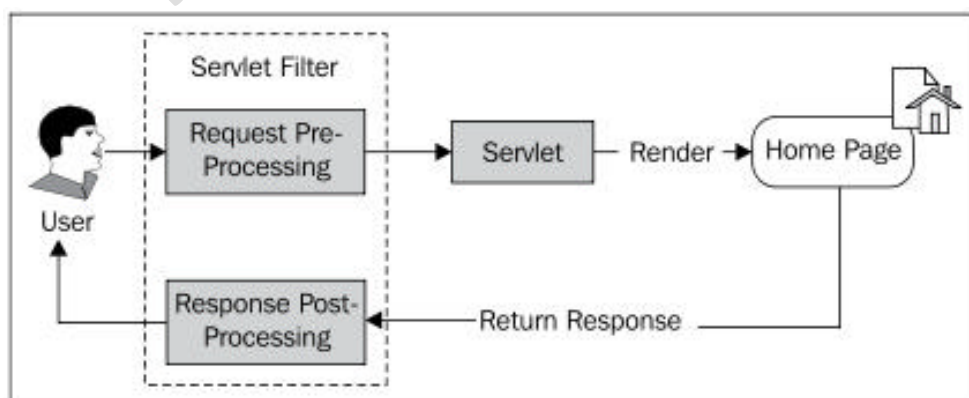 Servlet Filter
Request Pre-
Processing
Servlet
Render
Home Page
User
Response Post-
Processing
Return Response